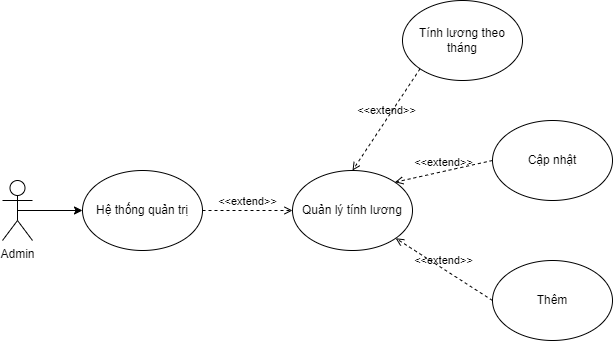 Tính lương theo
tháng
<<extend>>
Cập nhật
<<extend>>
Hệ thống quản trị
<<extend>>
Quản lý tính lương
Admin
<<extend>>
Thêm